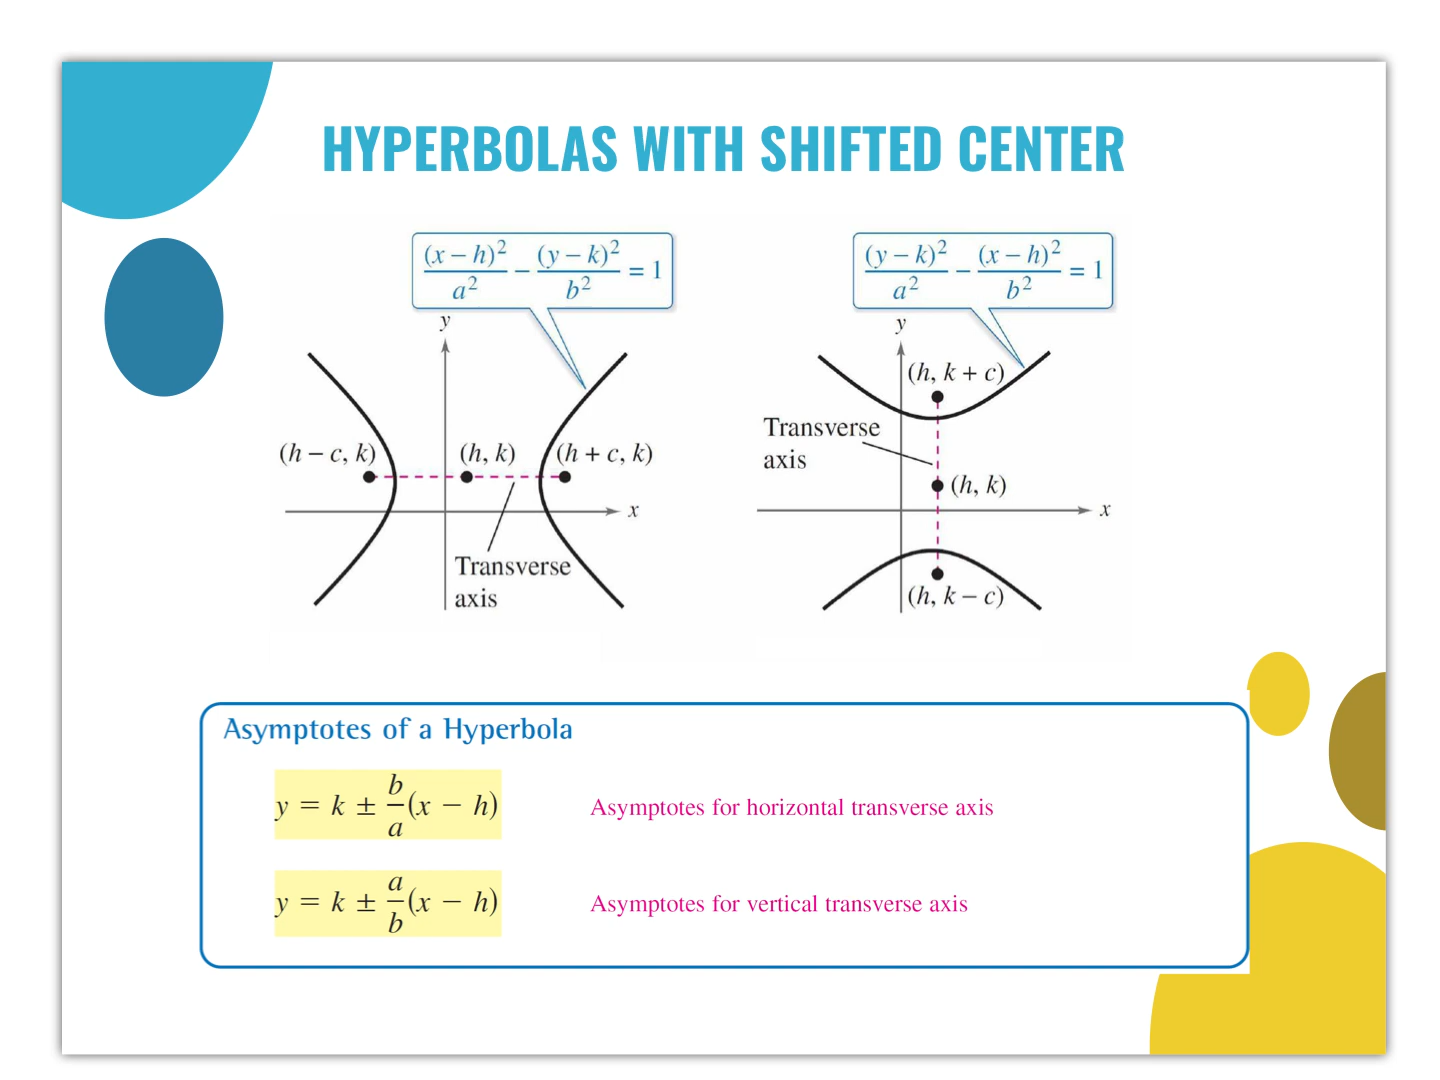 HYPERBOLAS WITH SHIFTED CENTER
(x − h)²/a² − (y − k)²/b² = 1
y
(h − c, k)
(h, k)
(h + c, k)
x
Transverse
axis
(y − k)²/a² − (x − h)²/b² = 1
y
(h, k + c)
Transverse
axis
(h, k)
x
(h, k − c)
Asymptotes of a Hyperbola
y = k ± b/a (x − h)
Asymptotes for horizontal transverse axis
y = k ± a/b (x − h)
Asymptotes for vertical transverse axis